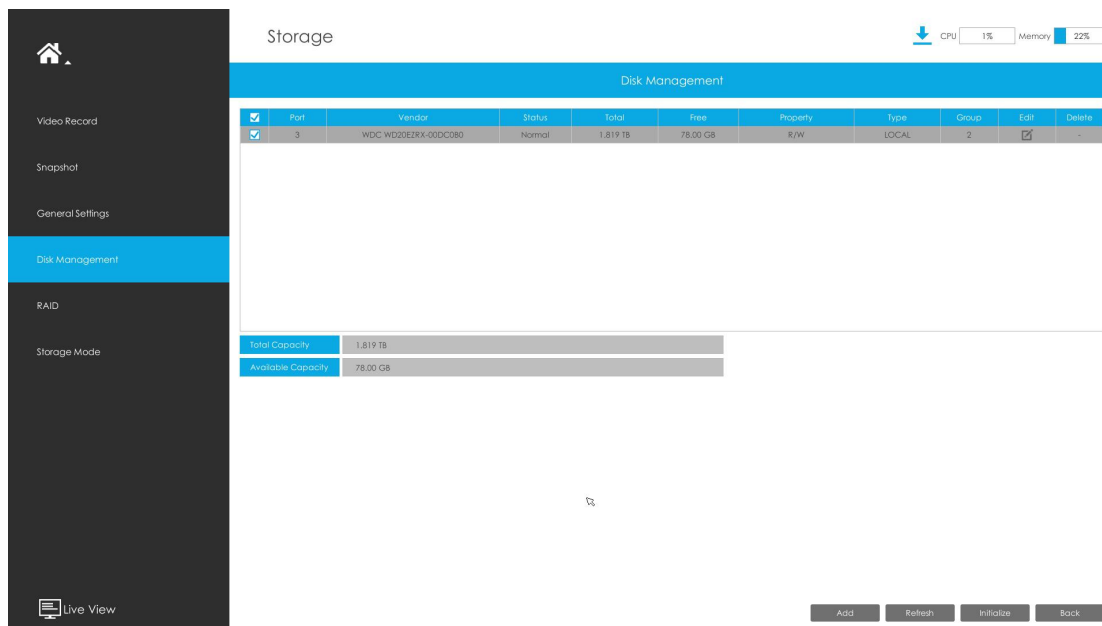 Storage
CPU 1% Memory 22%
Disk Management
Video Record
Snapshot
General Settings
Disk Management
RAID
Storage Mode
Port Vendor Status Total Free Property Type Group Edit Delete
3 WDC WD20EZRX-00DC0B0 Normal 1.819 TB 78.00 GB R/W LOCAL 2 -
Total Capacity 1.819 TB
Available Capacity 78.00 GB
Live View
Add Refresh Initialize Back